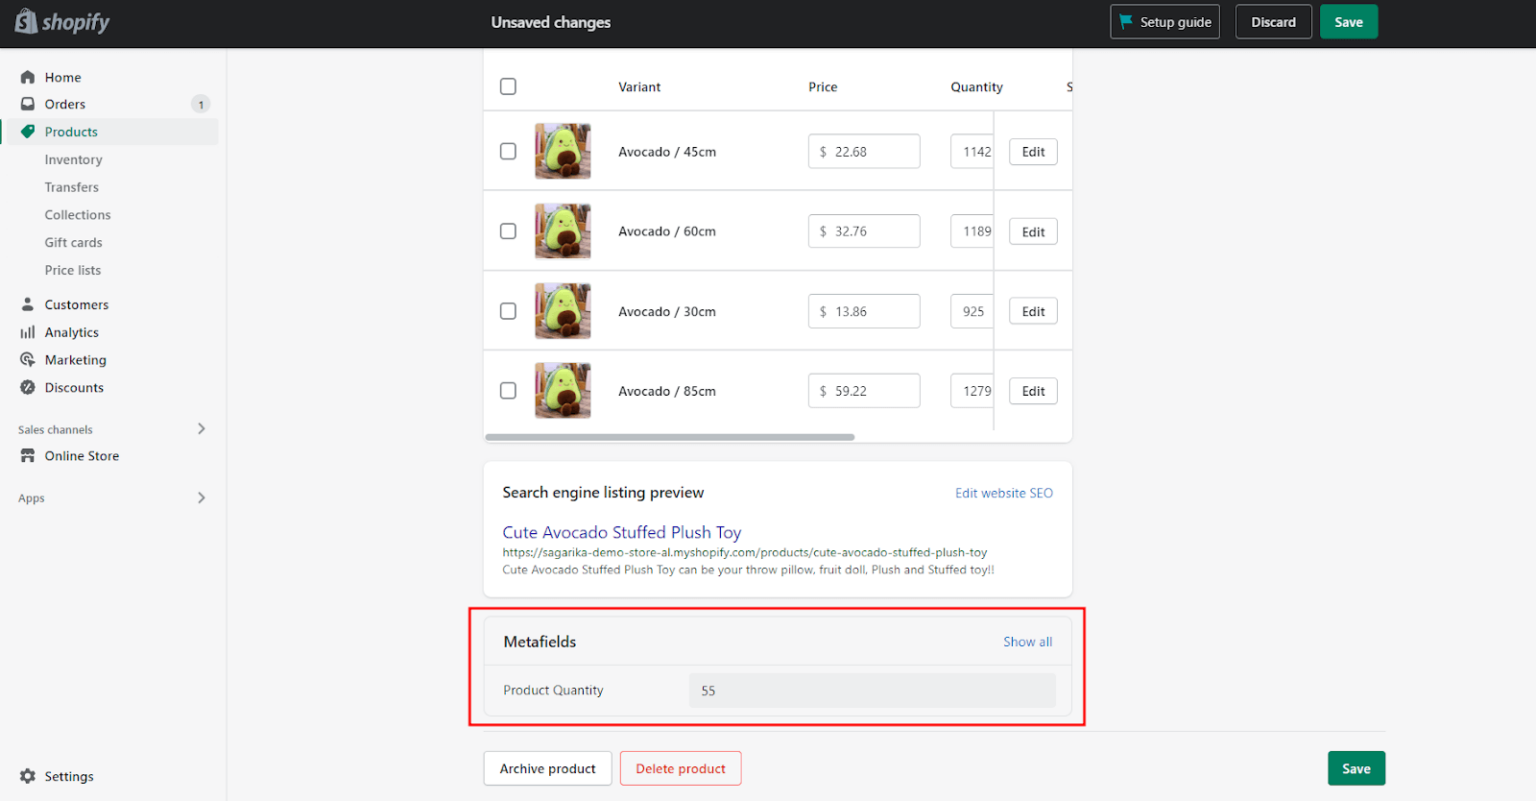 shopify
Unsaved changes
Setup guide
Discard
Save
Home
Orders
1
Products
Inventory
Transfers
Collections
Gift cards
Price lists
Customers
Analytics
Marketing
Discounts
Sales channels
Online Store
Apps
Settings
Variant Price Quantity S
Avocado / 45cm $ 22.68 1142 Edit
Avocado / 60cm $ 32.76 1189 Edit
Avocado / 30cm $ 13.86 925 Edit
Avocado / 85cm $ 59.22 1279 Edit
Search engine listing preview Edit website SEO
Cute Avocado Stuffed Plush Toy
https://sagarika-demo-store-al.myshopify.com/products/cute-avocado-stuffed-plush-toy
Cute Avocado Stuffed Plush Toy can be your throw pillow, fruit doll, Plush and Stuffed toy!!
Metafields Show all
Product Quantity 55
Archive product Delete product Save